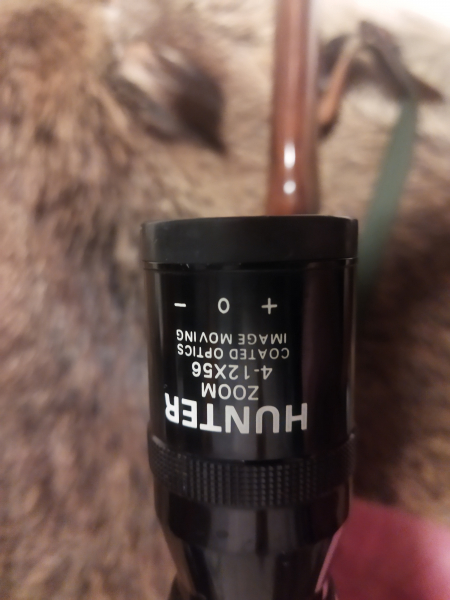 HUNTER
ZOOM
4-12X56
COATED OPTICS
IMAGE MOVING
+ 0 -